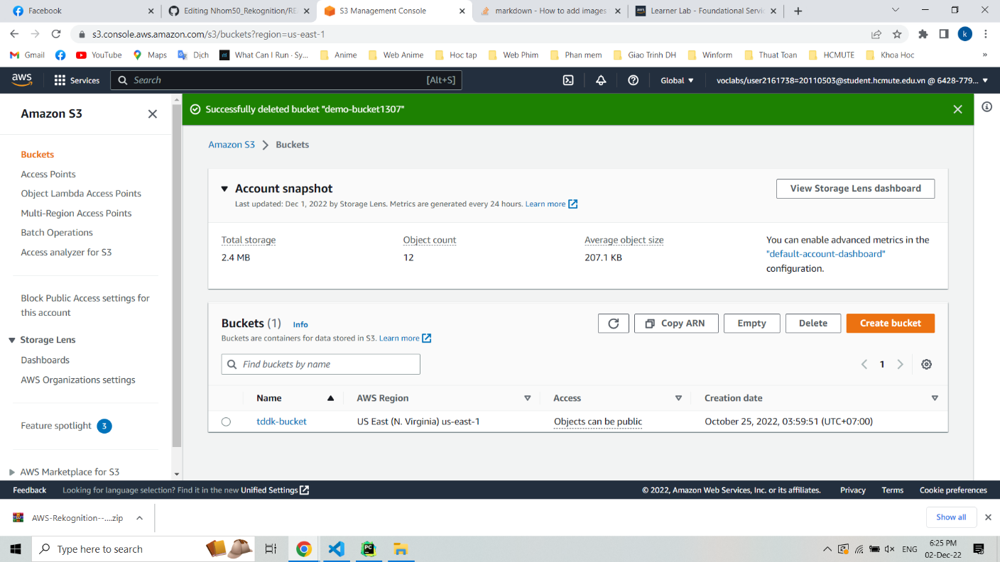 Facebook
Editing Nhom50_Rekognition/RE
S3 Management Console
markdown - How to add images
Learner Lab - Foundational Servi
s3.console.aws.amazon.com/s3/buckets?region=us-east-1
k
Gmail
YouTube
Maps
Dịch
What Can I Run · Sy...
Anime
Web Anime
Hoc tap
Web Phim
Phan mem
Giao Trinh DH
Winform
Thuat Toan
HCMUTE
Khoa Hoc
»
aws
Services
Search
[Alt+S]
Global
voclabs/user2161738=20110503@student.hcmute.edu.vn @ 6428-779...
Amazon S3
Successfully deleted bucket "demo-bucket1307"
Buckets
Access Points
Object Lambda Access Points
Multi-Region Access Points
Batch Operations
Access analyzer for S3
Block Public Access settings for
this account
Storage Lens
Dashboards
AWS Organizations settings
Feature spotlight 3
AWS Marketplace for S3
Amazon S3 > Buckets
Account snapshot
View Storage Lens dashboard
Last updated: Dec 1, 2022 by Storage Lens. Metrics are generated every 24 hours. Learn more
Total storage
2.4 MB
Object count
12
Average object size
207.1 KB
You can enable advanced metrics in the
"default-account-dashboard"
configuration.
Buckets (1) Info
Buckets are containers for data stored in S3. Learn more
Copy ARN
Empty
Delete
Create bucket
Find buckets by name
1
Name
AWS Region
Access
Creation date
tddk-bucket
US East (N. Virginia) us-east-1
Objects can be public
October 25, 2022, 03:59:51 (UTC+07:00)
Feedback
Looking for language selection? Find it in the new Unified Settings
© 2022, Amazon Web Services, Inc. or its affiliates.
Privacy
Terms
Cookie preferences
AWS-Rekognition--....zip
Show all
Type here to search
PC
ENG
6:25 PM
02-Dec-22